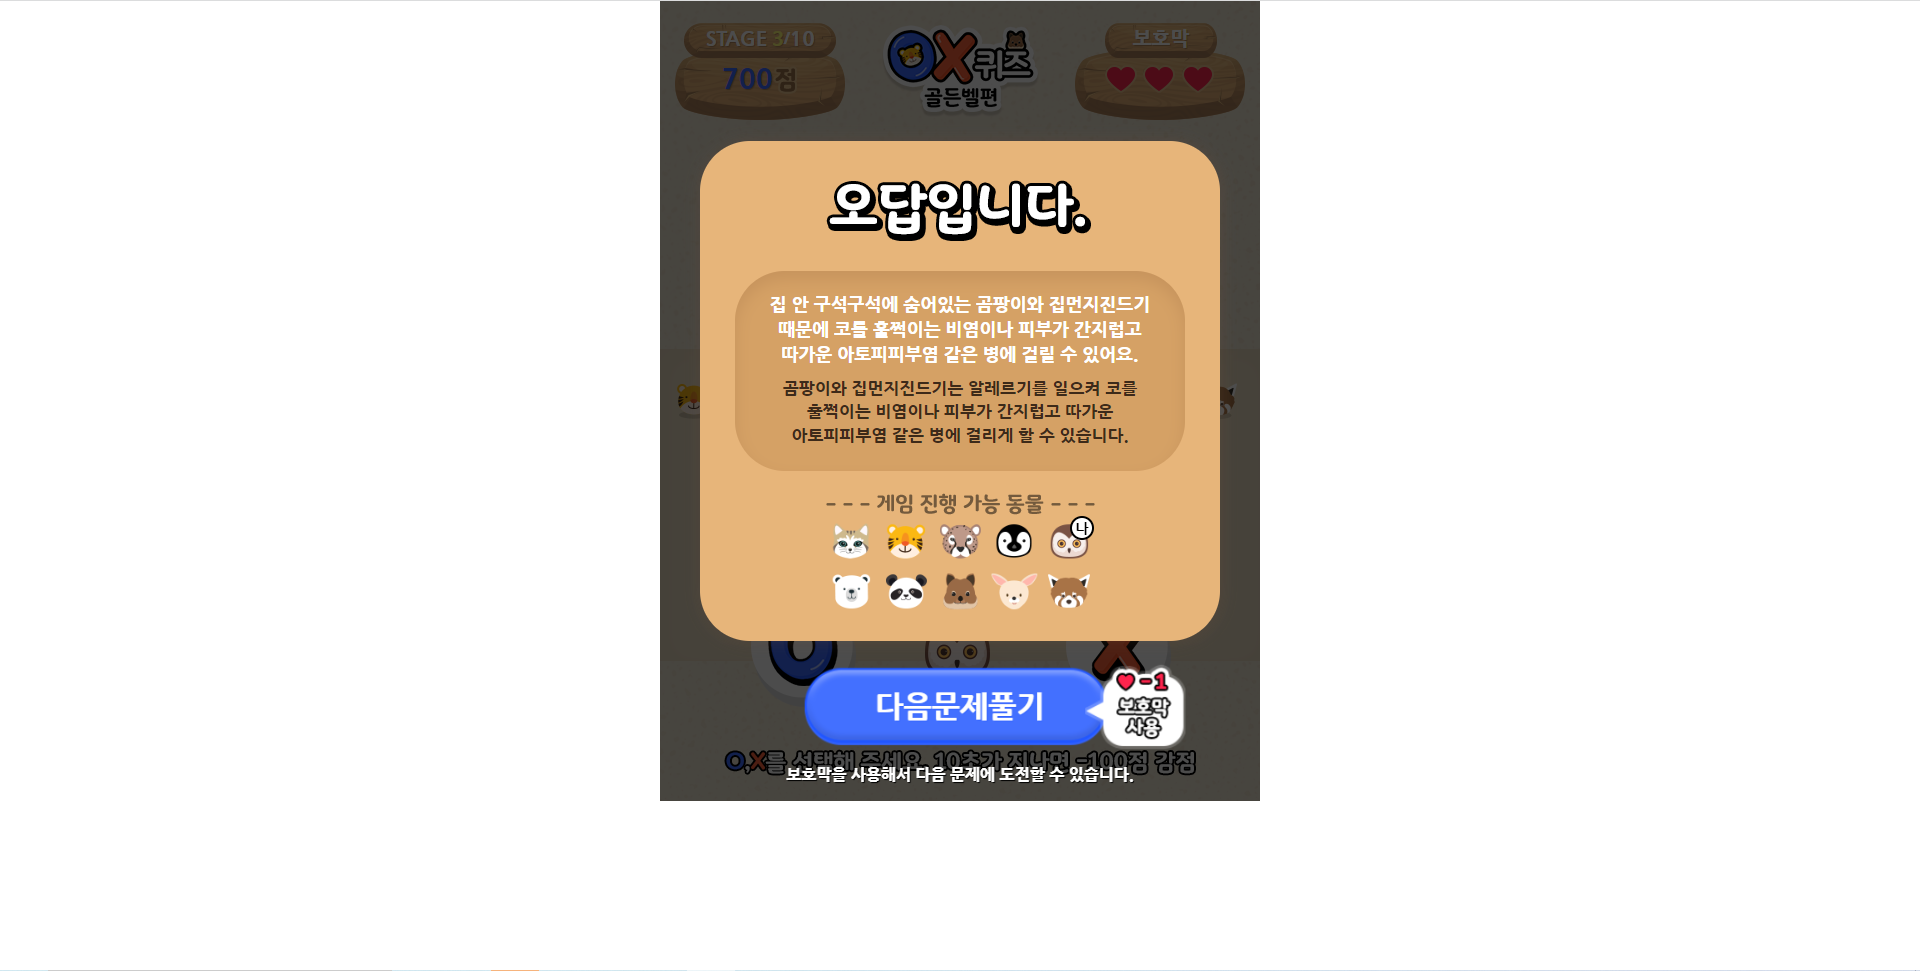 STAGE 3/10
700점
OX퀴즈
골든벨편
보호막
오답입니다.
집 안 구석구석에 숨어있는 곰팡이와 집먼지진드기
때문에 코를 훌쩍이는 비염이나 피부가 간지럽고
따가운 아토피피부염 같은 병에 걸릴 수 있어요.
곰팡이와 집먼지진드기는 알레르기를 일으켜 코를
훌쩍이는 비염이나 피부가 간지럽고 따가운
아토피피부염 같은 병에 걸리게 할 수 있습니다.
- - - 게임 진행 가능 동물 - - -
나
O
X
다음문제풀기
-1
보호막
사용
O,X를 선택해 주세요. 10초가 지나면 -100점 감점
보호막을 사용해서 다음 문제에 도전할 수 있습니다.